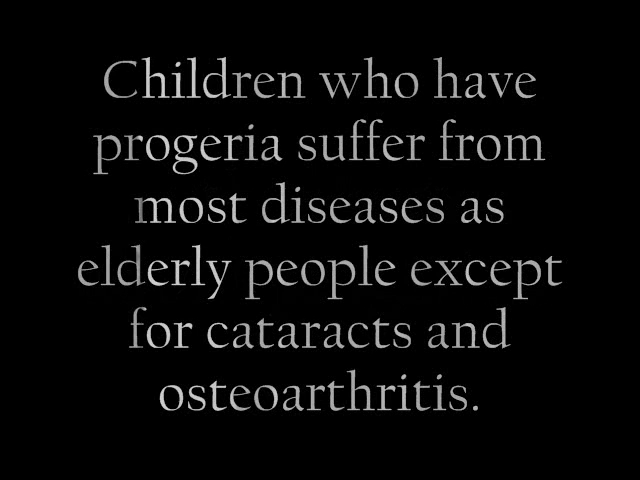 Children who have
progeria suffer from
most diseases as
elderly people except
for cataracts and
osteoarthritis.